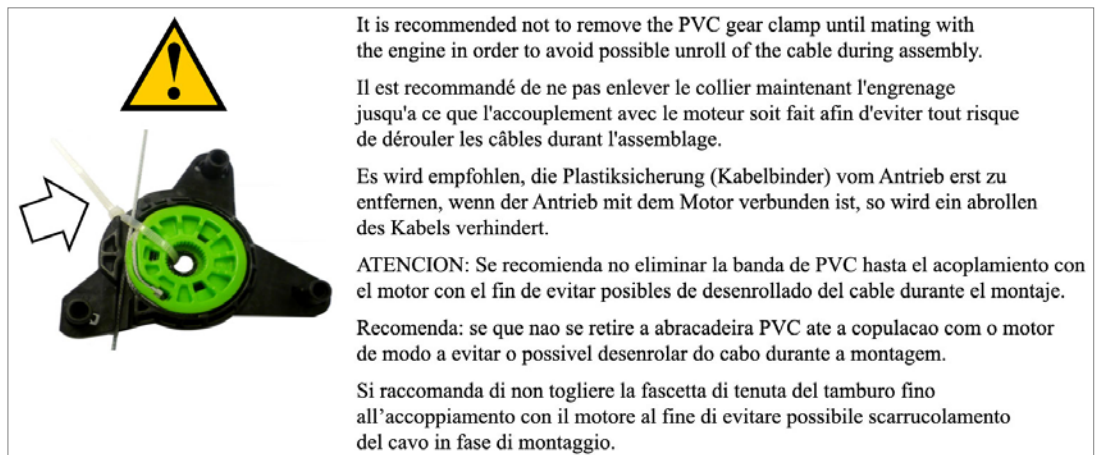 It is recommended not to remove the PVC gear clamp until mating with
the engine in order to avoid possible unroll of the cable during assembly.
Il est recommandé de ne pas enlever le collier maintenant l'engrenage
jusqu'a ce que l'accouplement avec le moteur soit fait afin d'eviter tout risque
de dérouler les câbles durant l'assemblage.
Es wird empfohlen, die Plastiksicherung (Kabelbinder) vom Antrieb erst zu
entfernen, wenn der Antrieb mit dem Motor verbunden ist, so wird ein abrollen
des Kabels verhindert.
ATENCION: Se recomienda no eliminar la banda de PVC hasta el acoplamiento con
el motor con el fin de evitar posibles de desenrollado del cable durante el montaje.
Recomenda: se que nao se retire a abracadeira PVC ate a copulacao com o motor
de modo a evitar o possivel desenrolar do cabo durante a montagem.
Si raccomanda di non togliere la fascetta di tenuta del tamburo fino
all’accoppiamento con il motore al fine di evitare possibile scarrucolamento
del cavo in fase di montaggio.